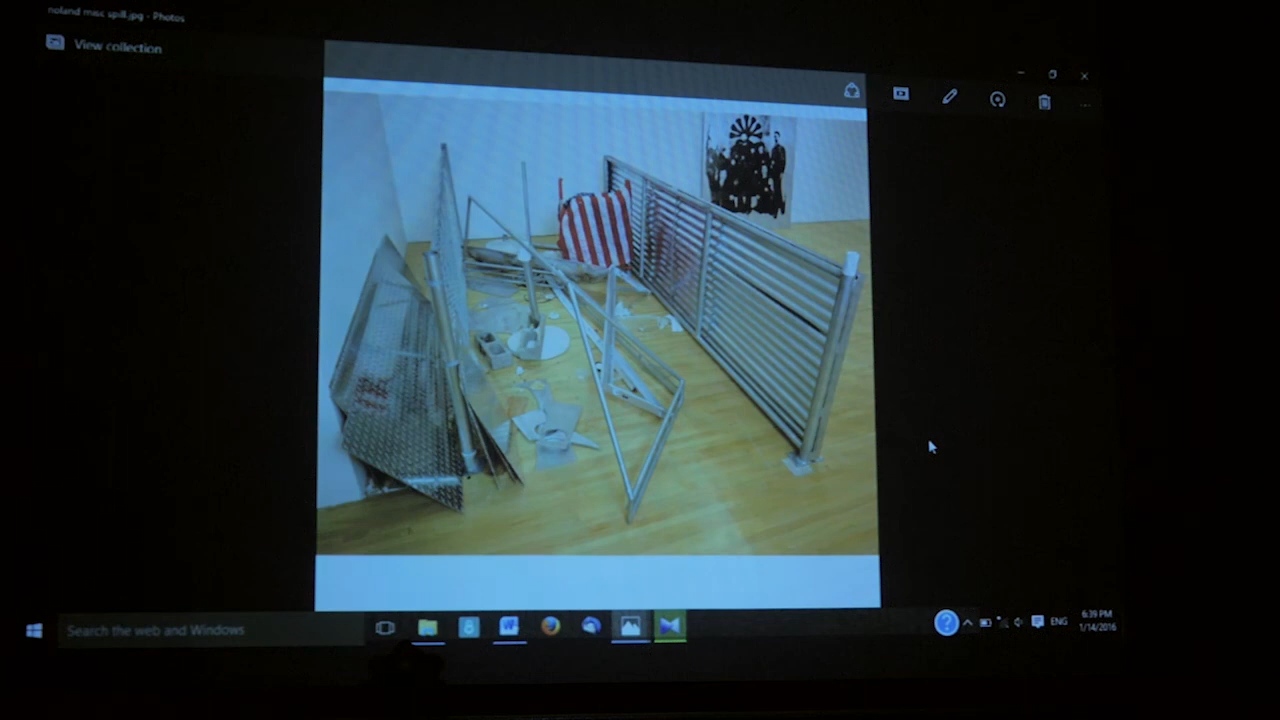 noland misc spill.jpg - Photos
View collection
Search the web and Windows
ENG
6:39 PM
1/14/2016